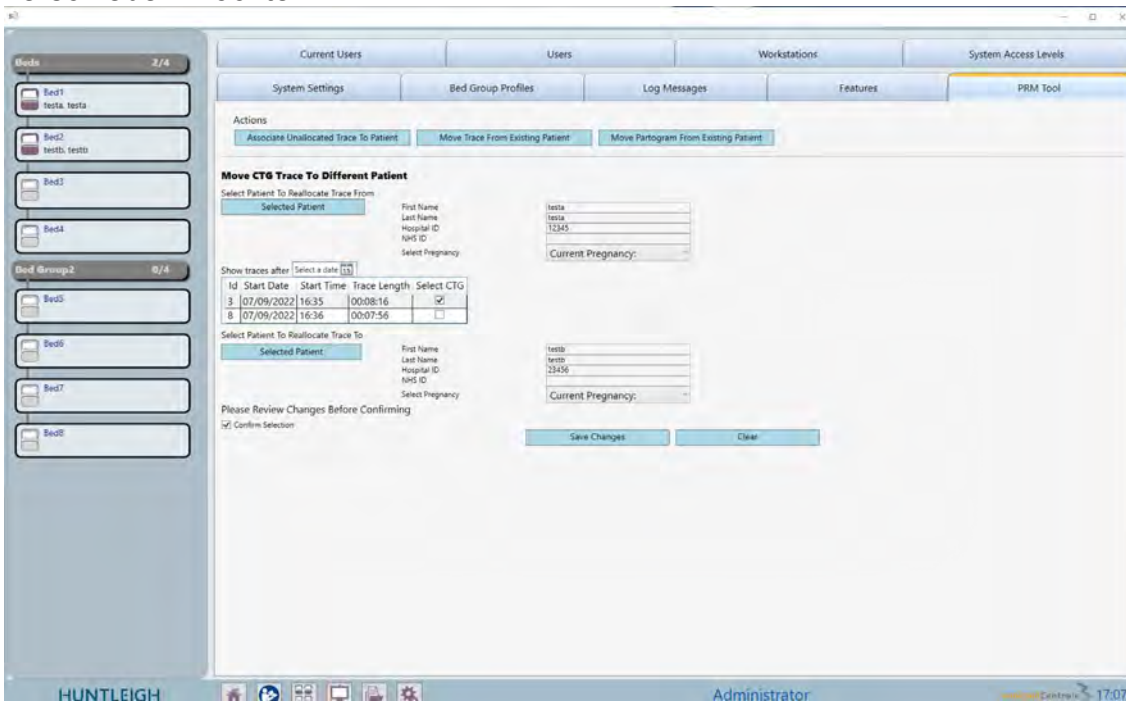 Beds 2/4
Bed1
testa, testa
Bed2
testb, testb
Bed3
Bed4
Bed Group2 0/4
Bed5
Bed6
Bed7
Bed8
Current Users Users Workstations System Access Levels
System Settings Bed Group Profiles Log Messages Features PRM Tool
Actions
Associate Unallocated Trace To Patient Move Trace From Existing Patient Move Partogram From Existing Patient
Move CTG Trace To Different Patient
Select Patient To Reallocate Trace From
Selected Patient First Name testa
Last Name testa
Hospital ID 12345
NHS ID
Select Pregnancy Current Pregnancy:
Show traces after Select a date 15
Id Start Date Start Time Trace Length Select CTG
3 07/09/2022 16:35 00:08:16
8 07/09/2022 16:36 00:07:56
Select Patient To Reallocate Trace To
Selected Patient First Name testb
Last Name testb
Hospital ID 23456
NHS ID
Select Pregnancy Current Pregnancy:
Please Review Changes Before Confirming
Confirm Selection
Save Changes Clear
HUNTLEIGH Administrator Centrale 3 17:07